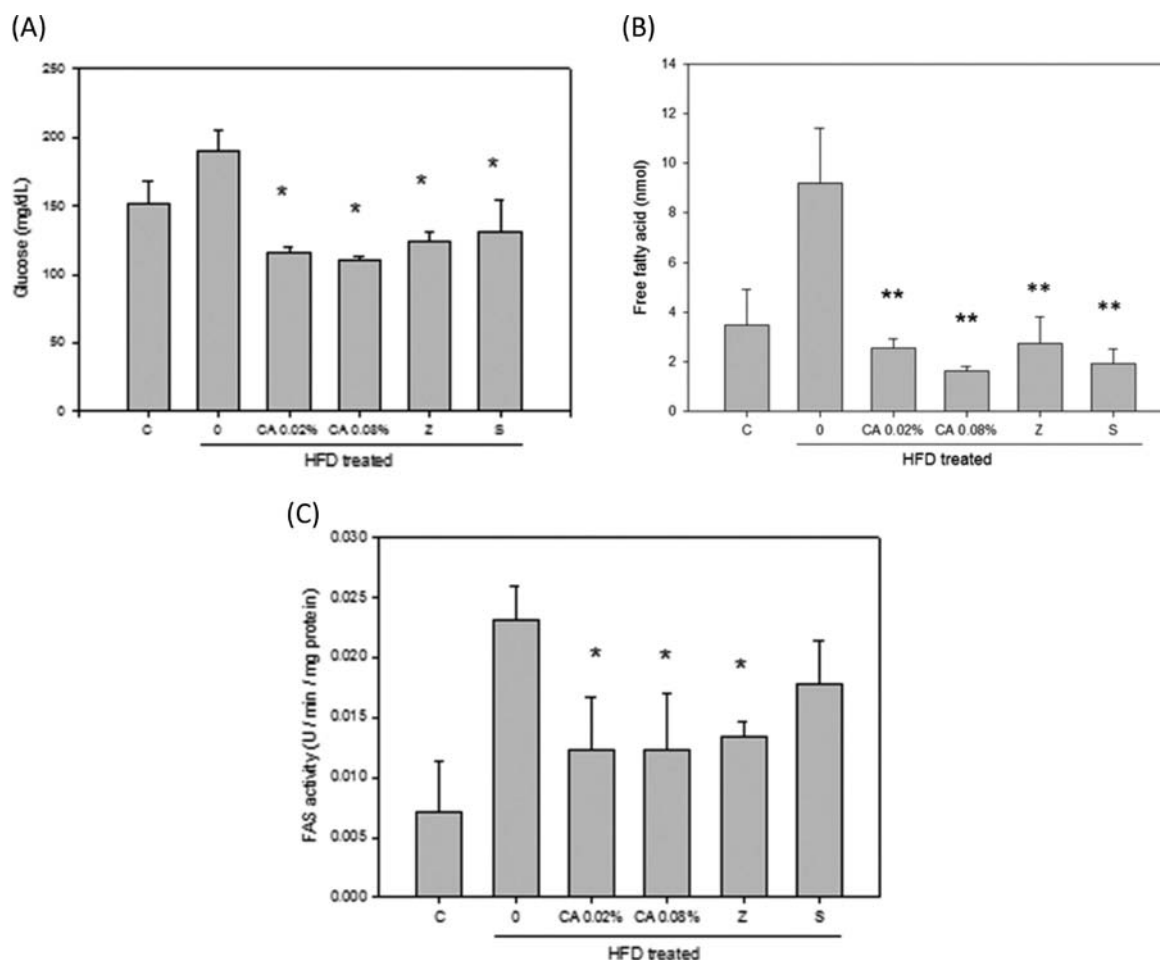 (A)
250
200
150
100
50
0
Glucose (mg/dL)
*
*
*
*
C
0
CA 0.02%
CA 0.08%
Z
S
HFD treated
(B)
14
12
10
8
6
4
2
0
Free fatty acid (nmol)
**
**
**
**
C
0
CA 0.02%
CA 0.08%
Z
S
HFD treated
(C)
0.030
0.025
0.020
0.015
0.010
0.005
0.000
FAS activity (U / min / mg protein)
*
*
*
C
0
CA 0.02%
CA 0.08%
Z
S
HFD treated